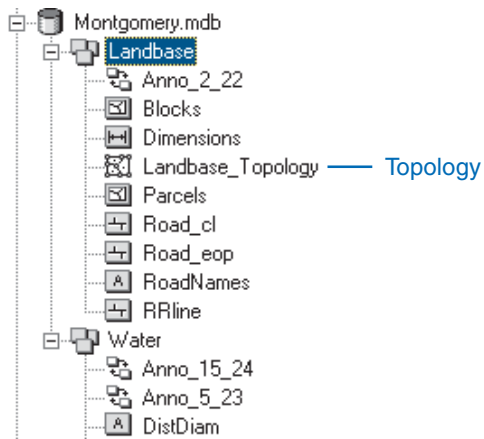 Montgomery.mdb
Landbase
Anno_2_22
Blocks
Dimensions
Landbase_Topology Topology
Parcels
Road_cl
Road_eop
A RoadNames
RRline
Water
Anno_15_24
Anno_5_23
A DistDiam